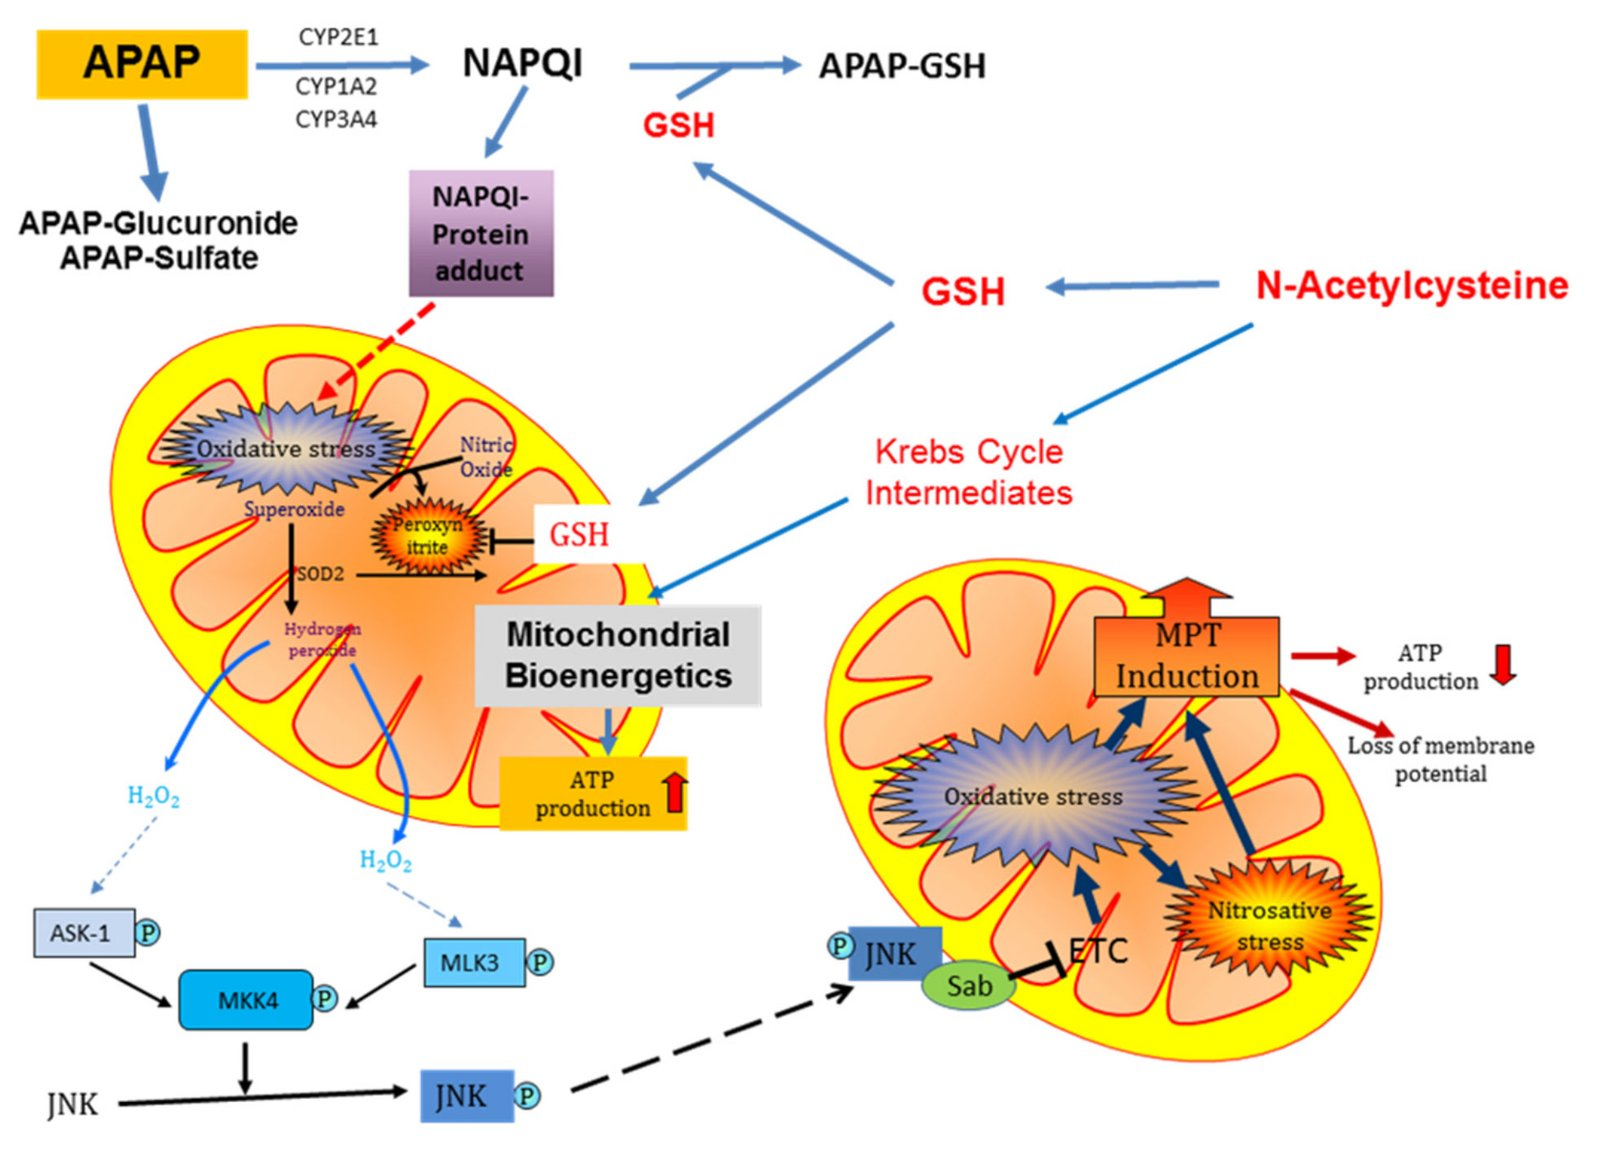 APAP
CYP2E1
CYP1A2
CYP3A4
NAPQI
APAP-GSH
GSH
APAP-Glucuronide
APAP-Sulfate
NAPQI-
Protein
adduct
GSH
N-Acetylcysteine
Krebs Cycle
Intermediates
Oxidative stress
Nitric
Oxide
Superoxide
Peroxyn
itrite
GSH
SOD2
Hydrogen
peroxide
Mitochondrial
Bioenergetics
ATP
production
H₂O₂
H₂O₂
ASK-1
P
MLK3
P
MKK4
P
JNK
JNK
P
MPT
Induction
ATP
production
Loss of membrane
potential
Oxidative stress
Nitrosative
stress
P
JNK
Sab
ETC